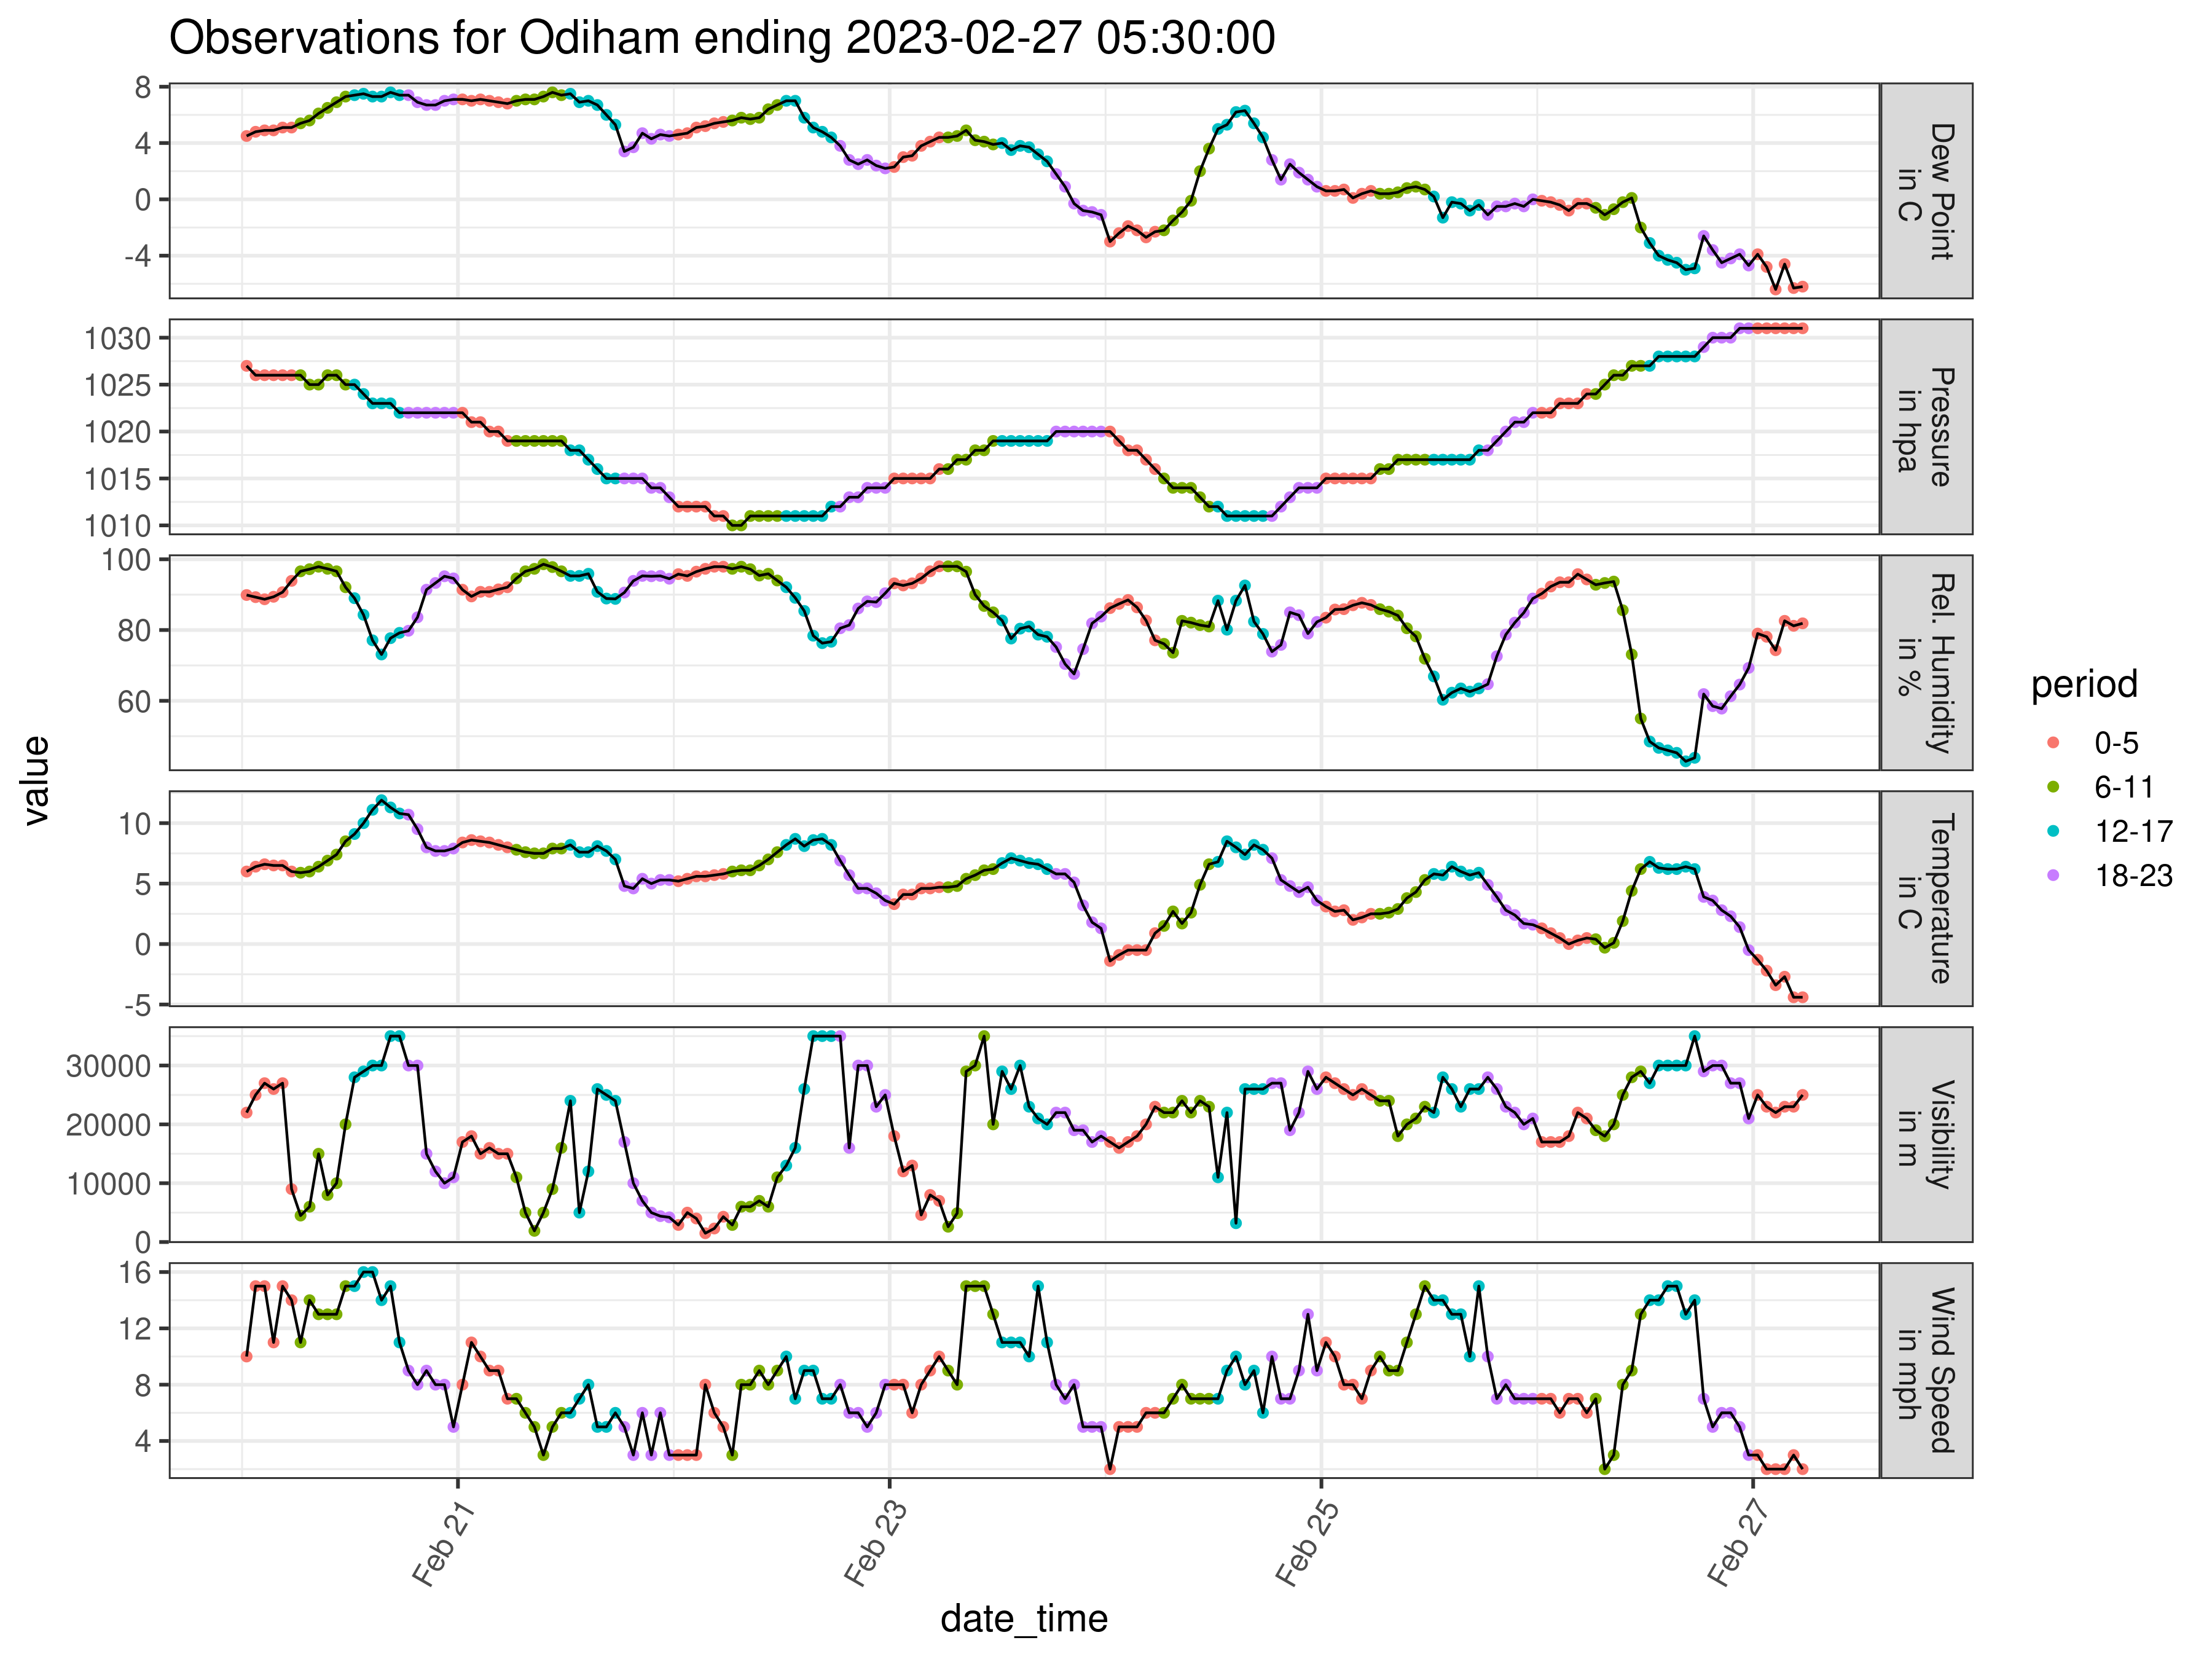 Observations for Odiham ending 2023-02-27 05:30:00
value
8
4
0
-4
Dew Point
in C
1030
1025
1020
1015
1010
Pressure
in hpa
100
80
60
Rel. Humidity
in %
10
5
0
-5
Temperature
in C
30000
20000
10000
0
Visibility
in m
16
12
8
4
Wind Speed
in mph
Feb 21
Feb 23
Feb 25
Feb 27
date_time
period
0-5
6-11
12-17
18-23